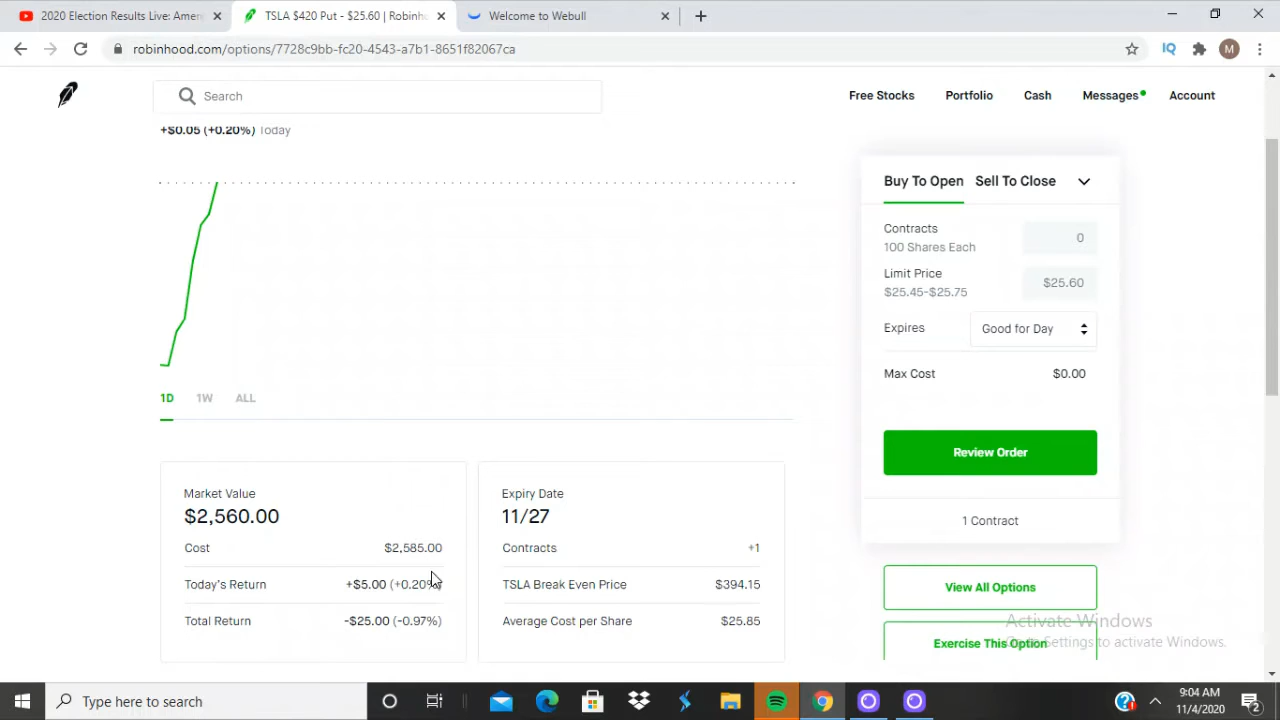 2020 Election Results Live: Ameri
TSLA $420 Put - $25.60 | Robinho
Welcome to Webull
robinhood.com/options/7728c9bb-fc20-4543-a7b1-8651f82067ca
IQ
M
Search
Free Stocks
Portfolio
Cash
Messages
Account
+$0.05 (+0.20%) Today
Buy To Open
Sell To Close
Contracts
0
100 Shares Each
Limit Price
$25.60
$25.45-$25.75
Expires
Good for Day
Max Cost
$0.00
1D
1W
ALL
Review Order
1 Contract
Market Value
$2,560.00
Cost
$2,585.00
Today's Return
+$5.00 (+0.20%)
Total Return
-$25.00 (-0.97%)
Expiry Date
11/27
Contracts
+1
TSLA Break Even Price
$394.15
Average Cost per Share
$25.85
View All Options
Exercise This Option
Activate Windows
Go to Settings to activate Windows.
Type here to search
9:04 AM
11/4/2020
2